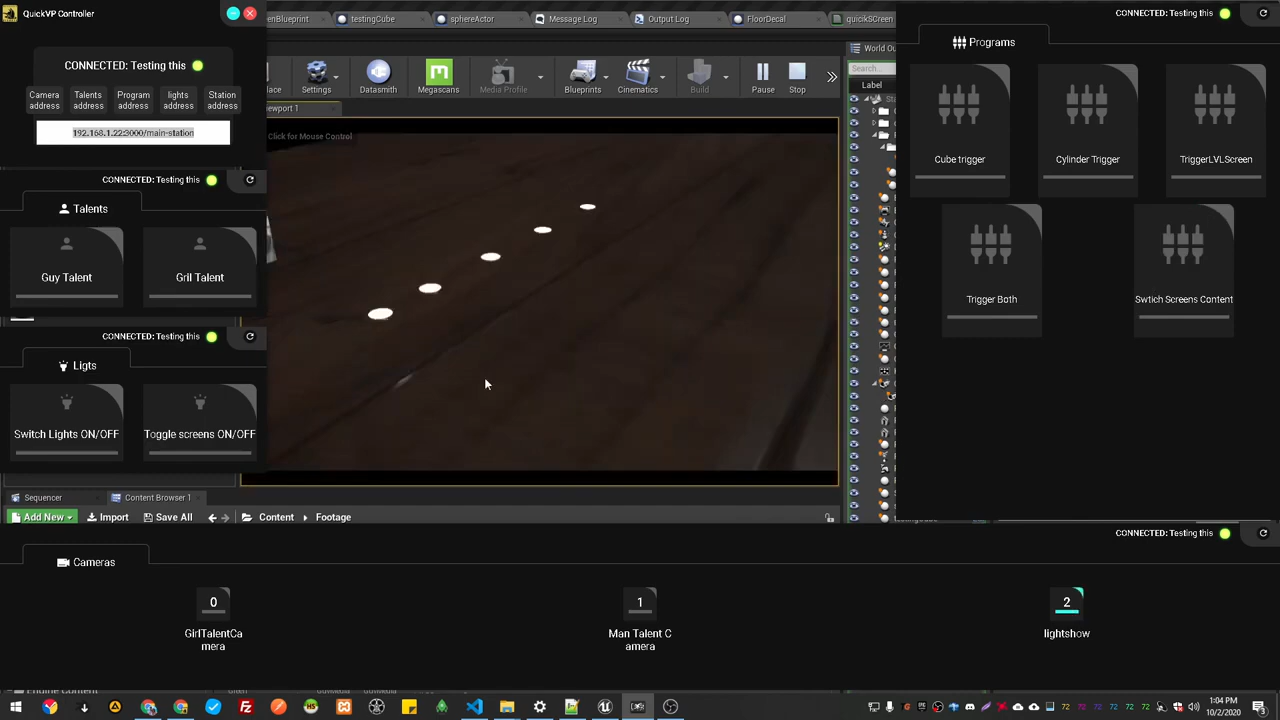 QuickVP Controller
CONNECTED: Testing this
Camera address
Talents address
Program address
lights address
Station address
192.168.1.22:3000/main-station
CONNECTED: Testing this
Talents
Guy Talent
Gril Talent
CONNECTED: Testing this
Ligts
Switch Lights ON/OFF
Toggle screens ON/OFF
testingCube
sphereActor
Message Log
Output Log
FloorDecal
Settings
Datasmith
Megascans
Media Profile
Blueprints
Cinematics
Build
Pause
Stop
Click for Mouse Control
Search...
Label
CONNECTED: Testing this
Programs
Cube trigger
Cylinder Trigger
TriggerLVLScreen
Trigger Both
Swtich Screens Content
Sequencer
Content Browser 1
Add New
Import
Save All
Content
Footage
CONNECTED: Testing this
Cameras
0
GirlTalentCa
mera
1
Man Talent C
amera
2
lightshow
Engine Content
1:04 PM
10/2/2020